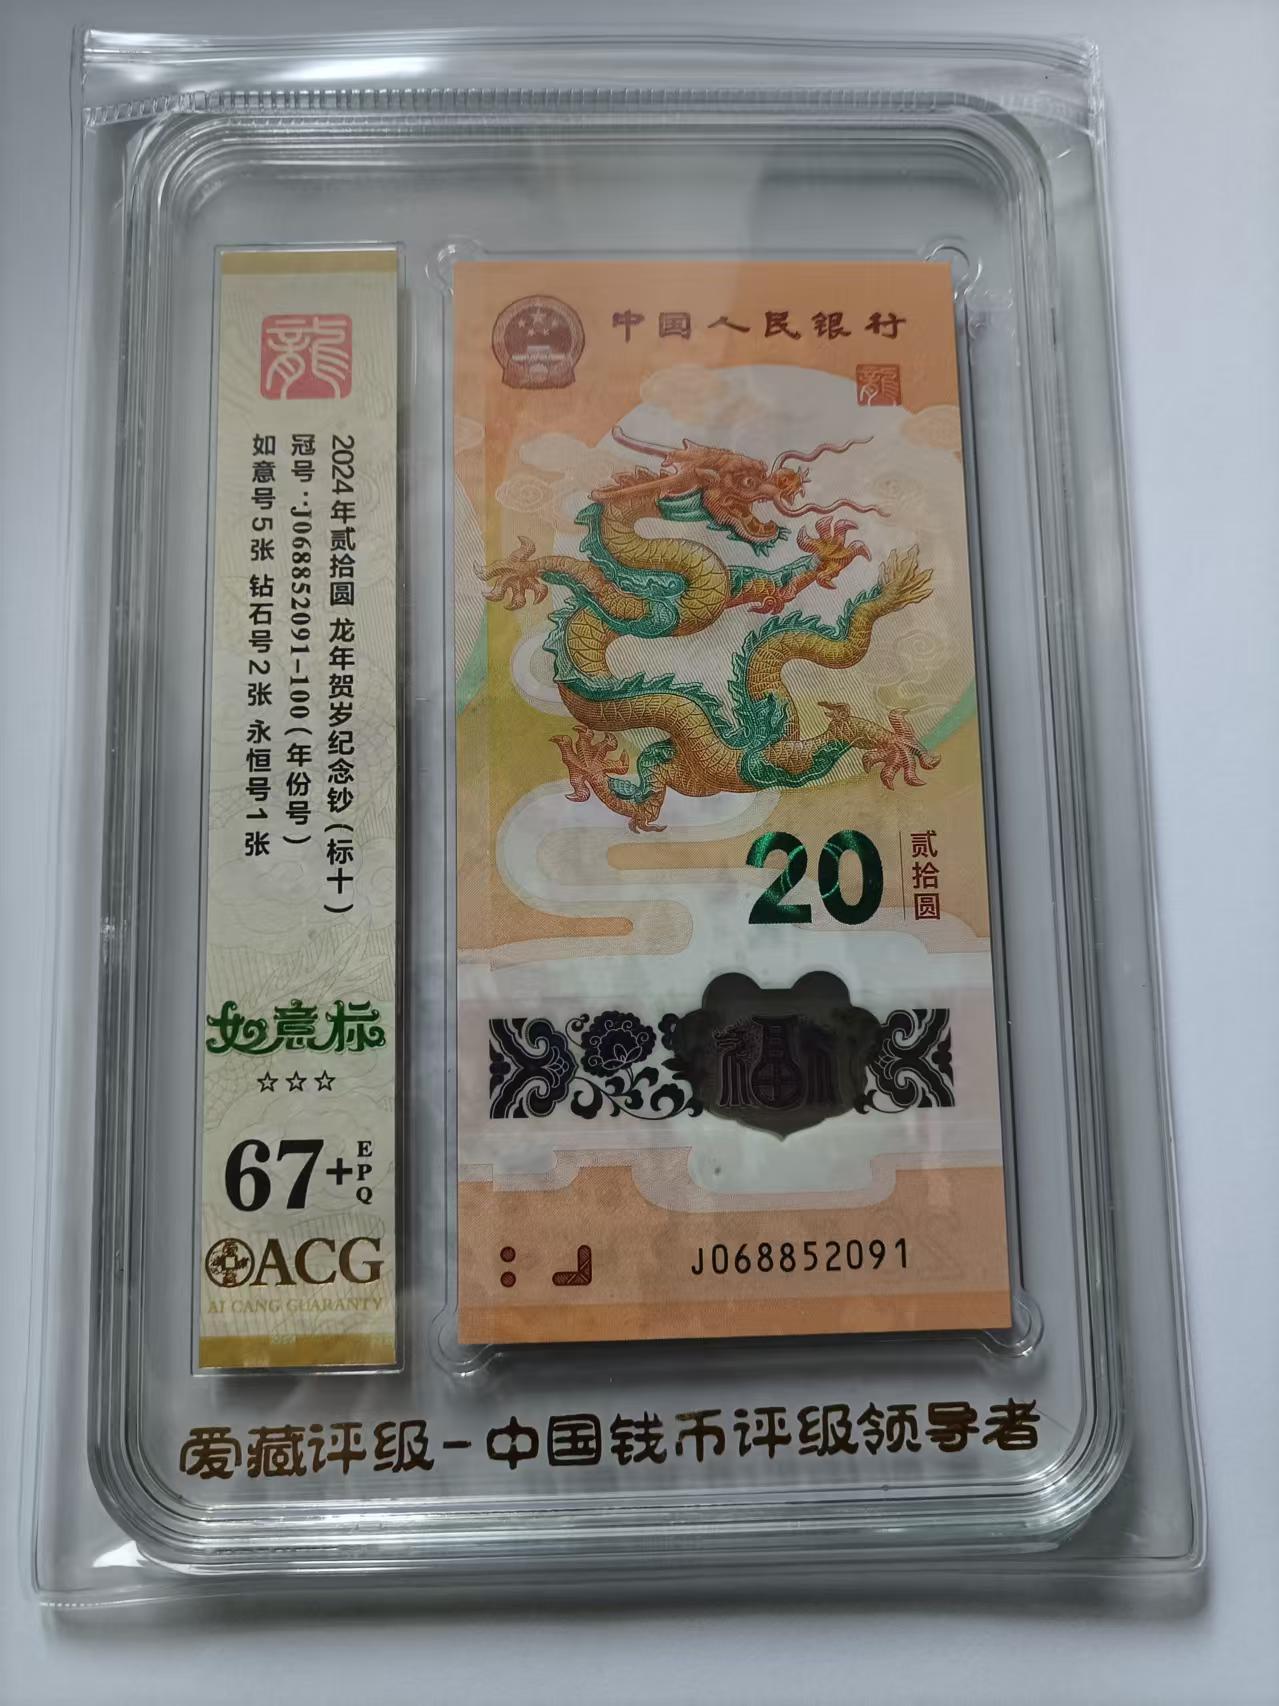 龍
2024年贰拾圆 龙年贺岁纪念钞(标十)
冠号:J068852091-100(年份号)
如意号5张 钻石号2张 永恒号1张
如意标
☆☆☆
67+EPQ
ACG
AI CANG GUARANTY
中国人民银行
龍
20
贰拾圆
福
J068852091
爱藏评级-中国钱币评级领导者